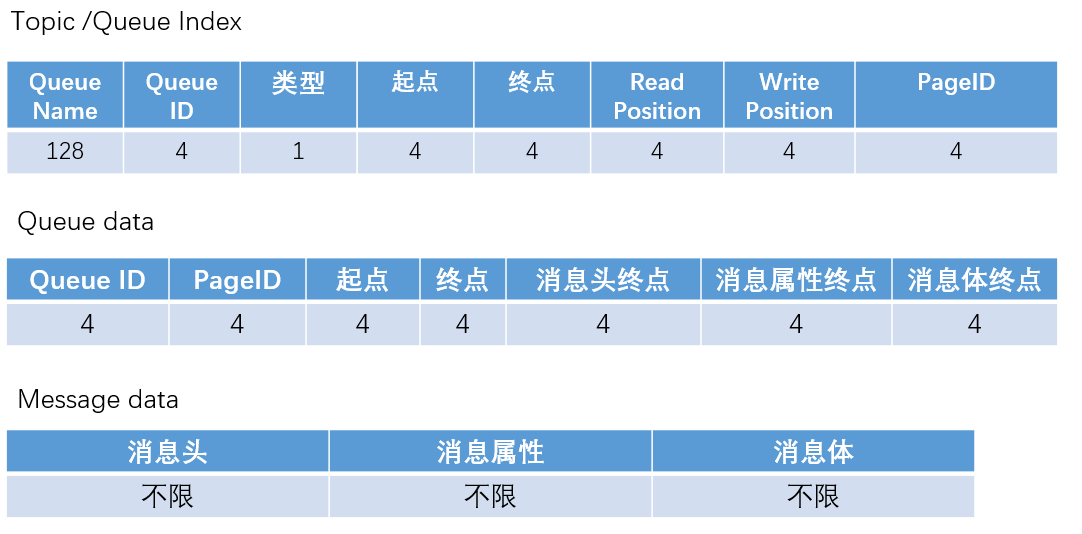 Topic /Queue Index
Queue Name Queue ID 类型 起点 终点 Read Position Write Position PageID
128 4 1 4 4 4 4 4
Queue data
Queue ID PageID 起点 终点 消息头终点 消息属性终点 消息体终点
4 4 4 4 4 4 4
Message data
消息头 消息属性 消息体
不限 不限 不限